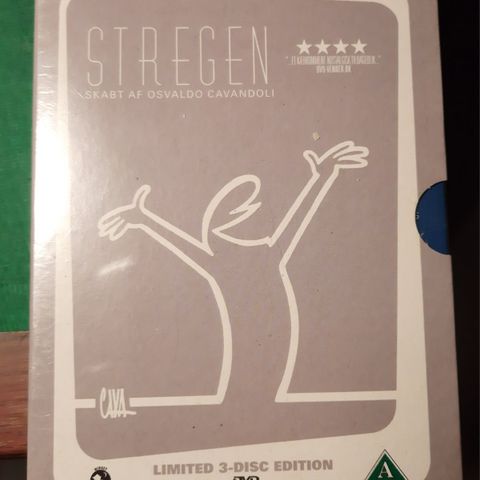 STREGEN
SKABT AF OSVALDO CAVANDOLI
CAVA
LIMITED 3-DISC EDITION
A